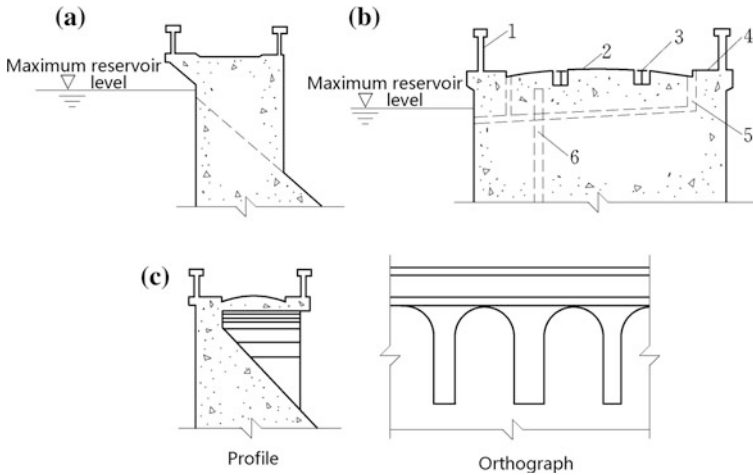 (a)
Maximum reservoir
level
(b)
1
2
3
4
Maximum reservoir
level
5
6
(c)
Profile
Orthograph